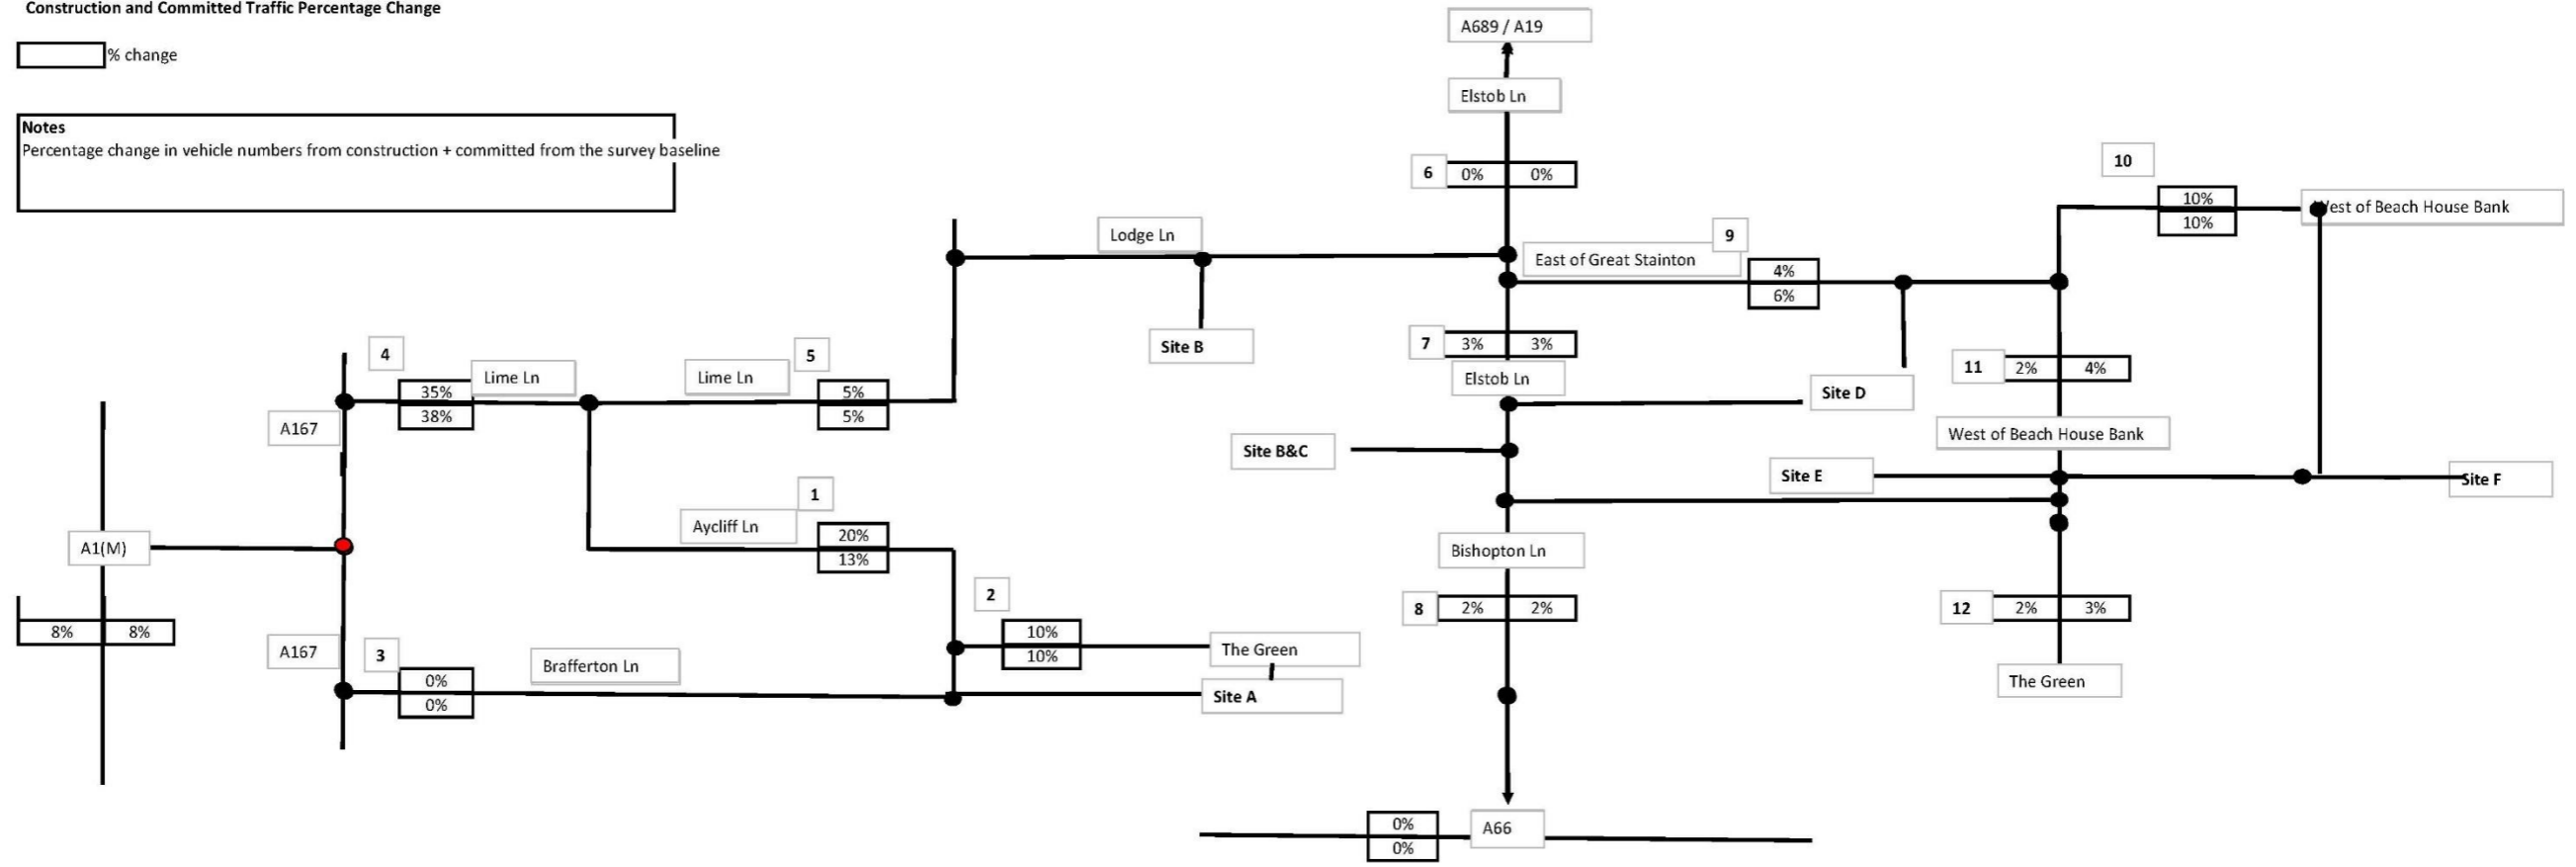 Construction and Committed Traffic Percentage Change
% change
Notes
Percentage change in vehicle numbers from construction + committed from the survey baseline
A689 / A19
Elstob Ln
6
0%
0%
10
10%
10%
West of Beach House Bank
Lodge Ln
9
East of Great Stainton
4%
6%
Site B
7
3%
3%
Elstob Ln
11
2%
4%
4
35%
38%
Lime Ln
Lime Ln
5
5%
5%
Site D
A167
West of Beach House Bank
Site B&C
Site E
Site F
1
Aycliff Ln
20%
13%
A1(M)
Bishopton Ln
2
10%
10%
8
2%
2%
12
2%
3%
8%
8%
A167
3
0%
0%
Brafferton Ln
The Green
Site A
The Green
0%
0%
A66